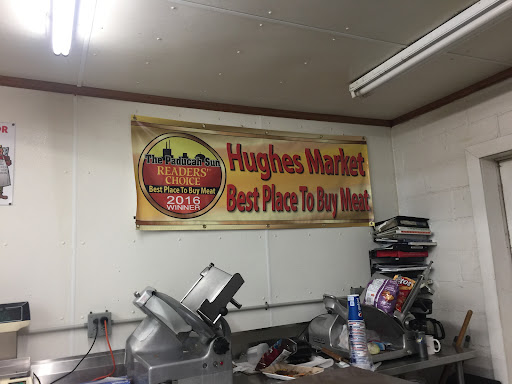 OR
The Paducah Sun
READERS'
CHOICE
Best Place To Buy Meat
2016
WINNER
Hughes Market
Best Place To Buy Meat